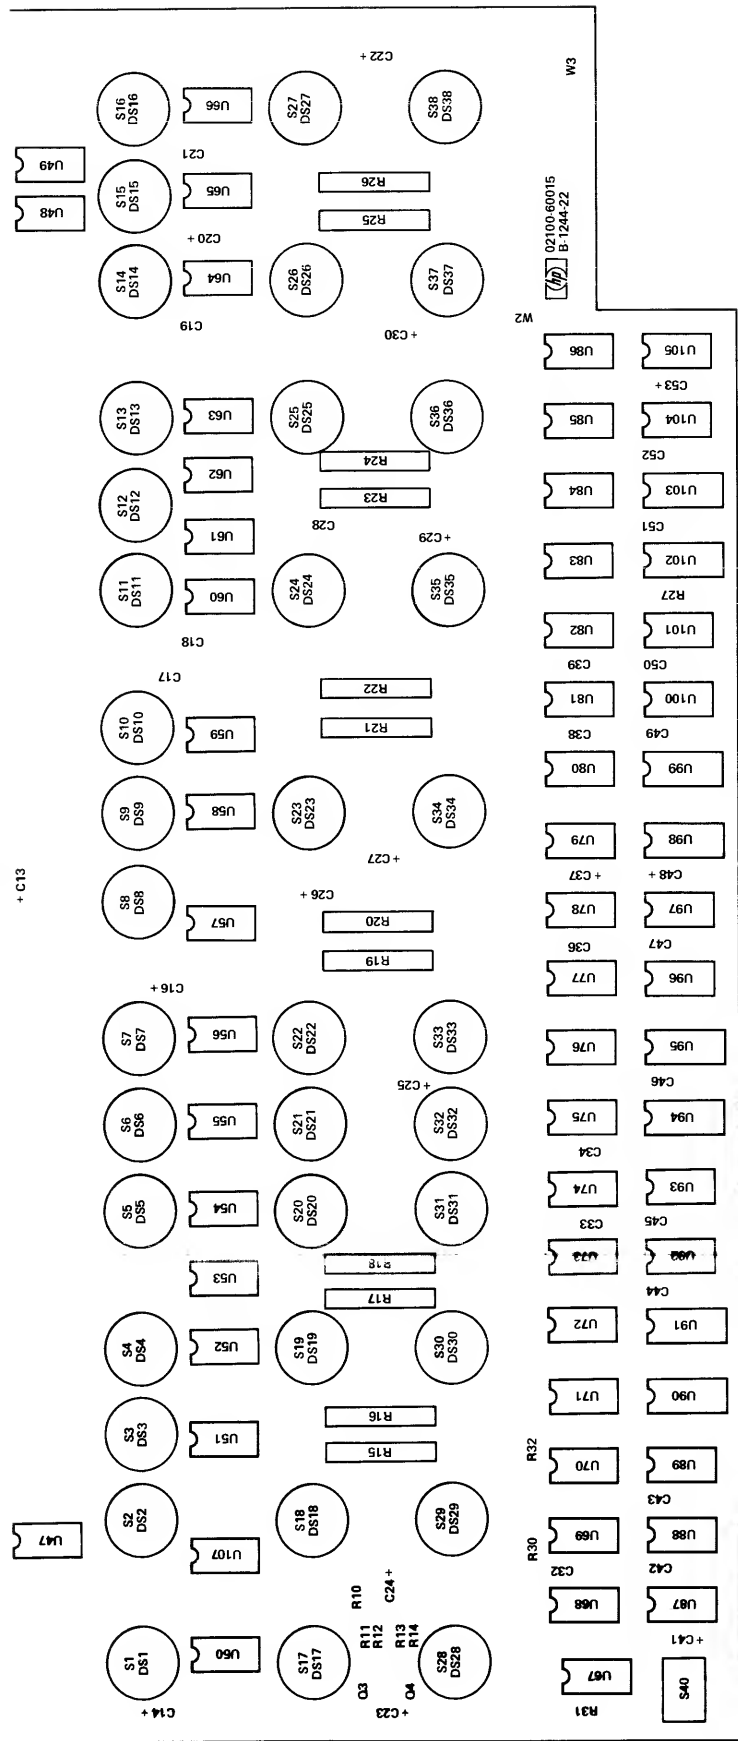 C22 +
W3
S16
DS16
U66
S27
DS27
S38
DS38
C21
U49
U48
S15
DS15
U65
R26
R25
C20 +
hp
02100-60015
B-1244-22
S14
DS14
U64
S26
DS26
S37
DS37
C19
+ C30
W2
U86
U105
C53 +
S13
DS13
U63
S25
DS25
S36
DS36
U85
U104
R24
C52
U62
R23
U84
U103
S12
DS12
C28
C51
U61
+ C29
U83
U102
S11
DS11
U60
S24
DS24
S35
DS35
R27
C18
U82
U101
C39
C50
C17
R22
U81
U100
S10
DS10
U59
R21
C38
C49
U80
U99
S9
DS9
U58
S23
DS23
S34
DS34
U79
U98
+ C27
+ C37
C48 +
+ C13
S8
DS8
U57
C26 +
R20
U78
U97
C36
C47
R19
U77
U96
C16 +
S7
DS7
U56
S22
DS22
S33
DS33
U76
U95
+ C25
C46
S6
DS6
U55
S21
DS21
S32
DS32
U75
U94
C34
S5
DS5
U54
S20
DS20
S31
DS31
U74
U93
C33
C45
U53
R18
U73
U92
R17
C44
S4
DS4
U52
S19
DS19
S30
DS30
U72
U91
U71
U90
S3
DS3
U51
R16
R15
R32
U70
U89
C43
S2
DS2
S18
DS18
S29
DS29
U47
U107
R30
U69
U88
C32
C42
R10
C24 +
U68
U87
R11
R12
R13
R14
+ C41
S1
DS1
U50
S17
DS17
S28
DS28
U67
S40
Q3
Q4
C14 +
+ C23
R31